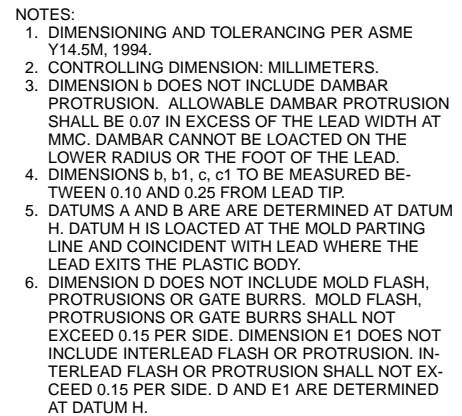 NOTES:
1. DIMENSIONING AND TOLERANCING PER ASME
Y14.5M, 1994.
2. CONTROLLING DIMENSION: MILLIMETERS.
3. DIMENSION b DOES NOT INCLUDE DAMBAR
PROTRUSION. ALLOWABLE DAMBAR PROTRUSION
SHALL BE 0.07 IN EXCESS OF THE LEAD WIDTH AT
MMC. DAMBAR CANNOT BE LOACTED ON THE
LOWER RADIUS OR THE FOOT OF THE LEAD.
4. DIMENSIONS b, b1, c, c1 TO BE MEASURED BE-
TWEEN 0.10 AND 0.25 FROM LEAD TIP.
5. DATUMS A AND B ARE ARE DETERMINED AT DATUM
H. DATUM H IS LOACTED AT THE MOLD PARTING
LINE AND COINCIDENT WITH LEAD WHERE THE
LEAD EXITS THE PLASTIC BODY.
6. DIMENSION D DOES NOT INCLUDE MOLD FLASH,
PROTRUSIONS OR GATE BURRS. MOLD FLASH,
PROTRUSIONS OR GATE BURRS SHALL NOT
EXCEED 0.15 PER SIDE. DIMENSION E1 DOES NOT
INCLUDE INTERLEAD FLASH OR PROTRUSION. IN-
TERLEAD FLASH OR PROTRUSION SHALL NOT EX-
CEED 0.15 PER SIDE. D AND E1 ARE DETERMINED
AT DATUM H.